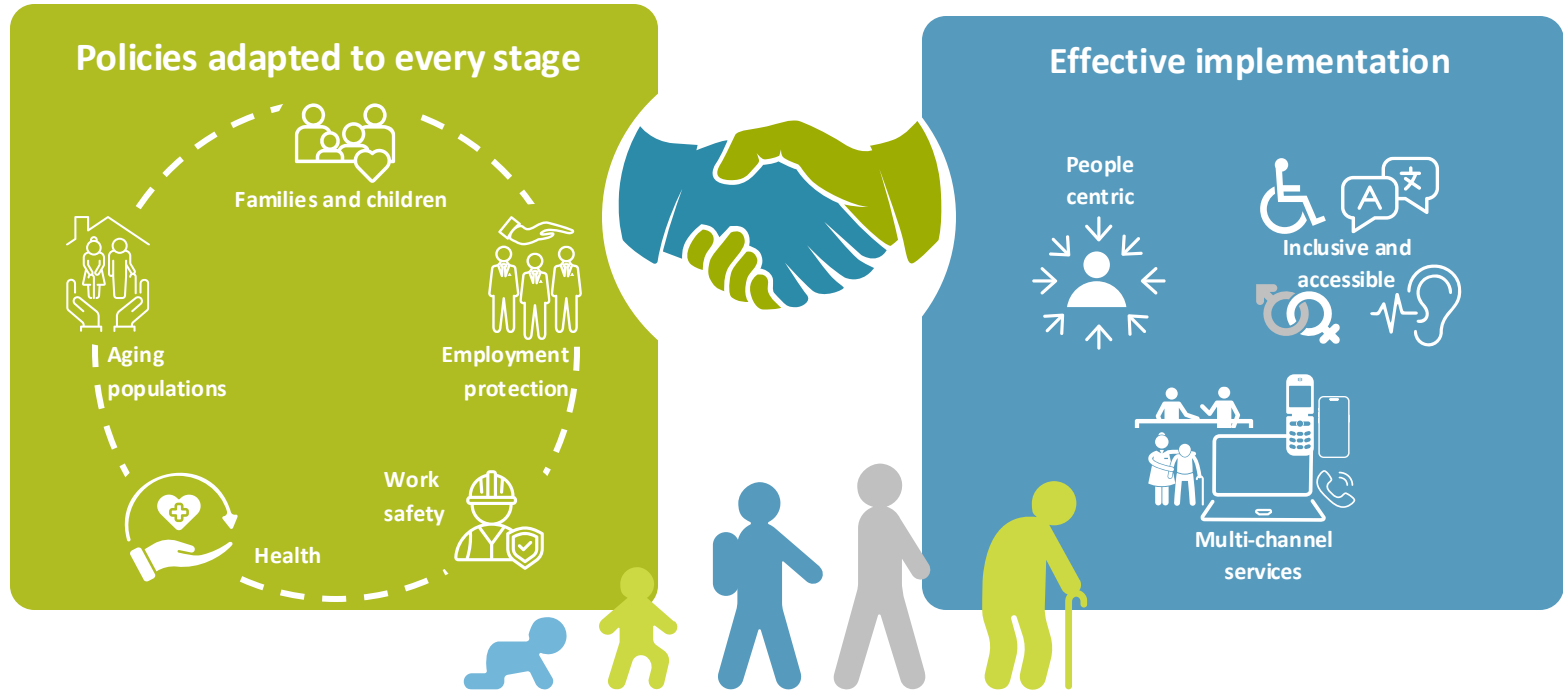 Policies adapted to every stage
Families and children
Aging
populations
Employment
protection
Work
safety
Health
Effective implementation
People
centric
A
文
Inclusive and
accessible
Multi-channel
services